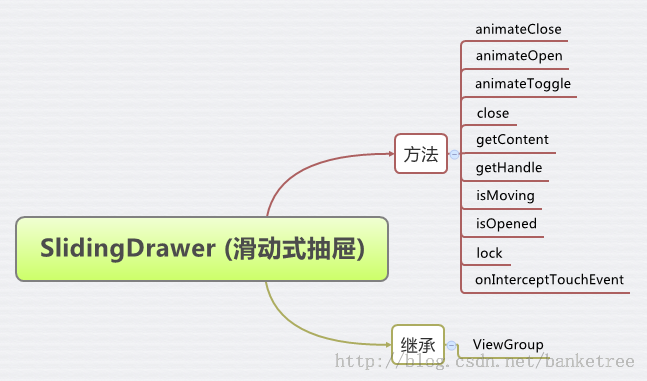 SlidingDrawer (滑动式抽屉)
方法
animateClose
animateOpen
animateToggle
close
getContent
getHandle
isMoving
isOpened
lock
onInterceptTouchEvent
继承
ViewGroup
http://blog.csdn.net/banketree